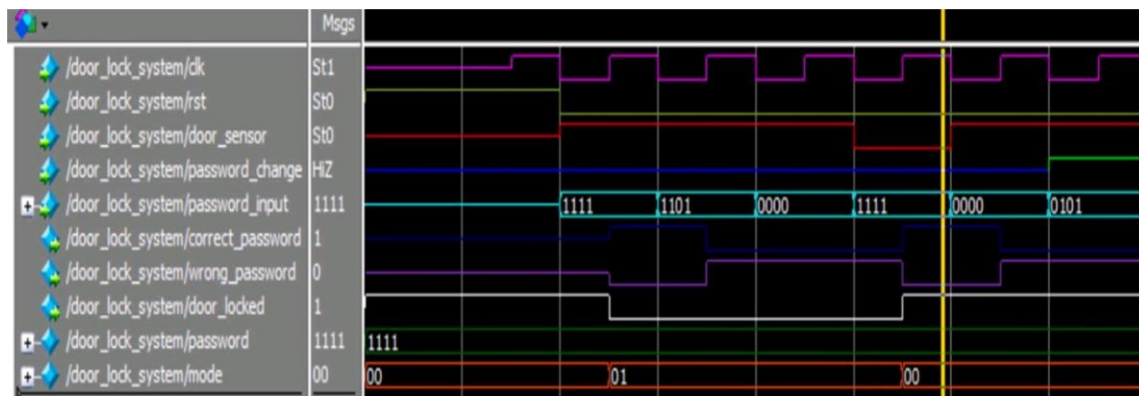 Msgs
/door_lock_system/clk St1
/door_lock_system/rst St0
/door_lock_system/door_sensor St0
/door_lock_system/password_change HiZ
/door_lock_system/password_input 1111 1111 1101 0000 1111 0000 0101
/door_lock_system/correct_password 1
/door_lock_system/wrong_password 0
/door_lock_system/door_locked 1
/door_lock_system/password 1111 1111
/door_lock_system/mode 00 00 01 00